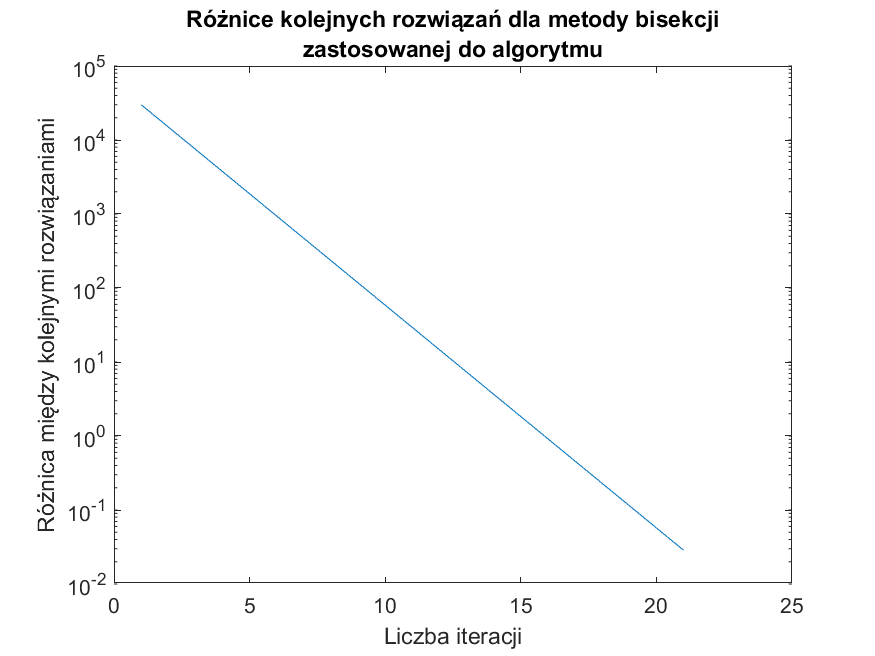 Różnice kolejnych rozwiązań dla metody bisekcji
zastosowanej do algorytmu
Różnica między kolejnymi rozwiązaniami
10^5
10^4
10^3
10^2
10^1
10^0
10^-1
10^-2
0 5 10 15 20 25
Liczba iteracji